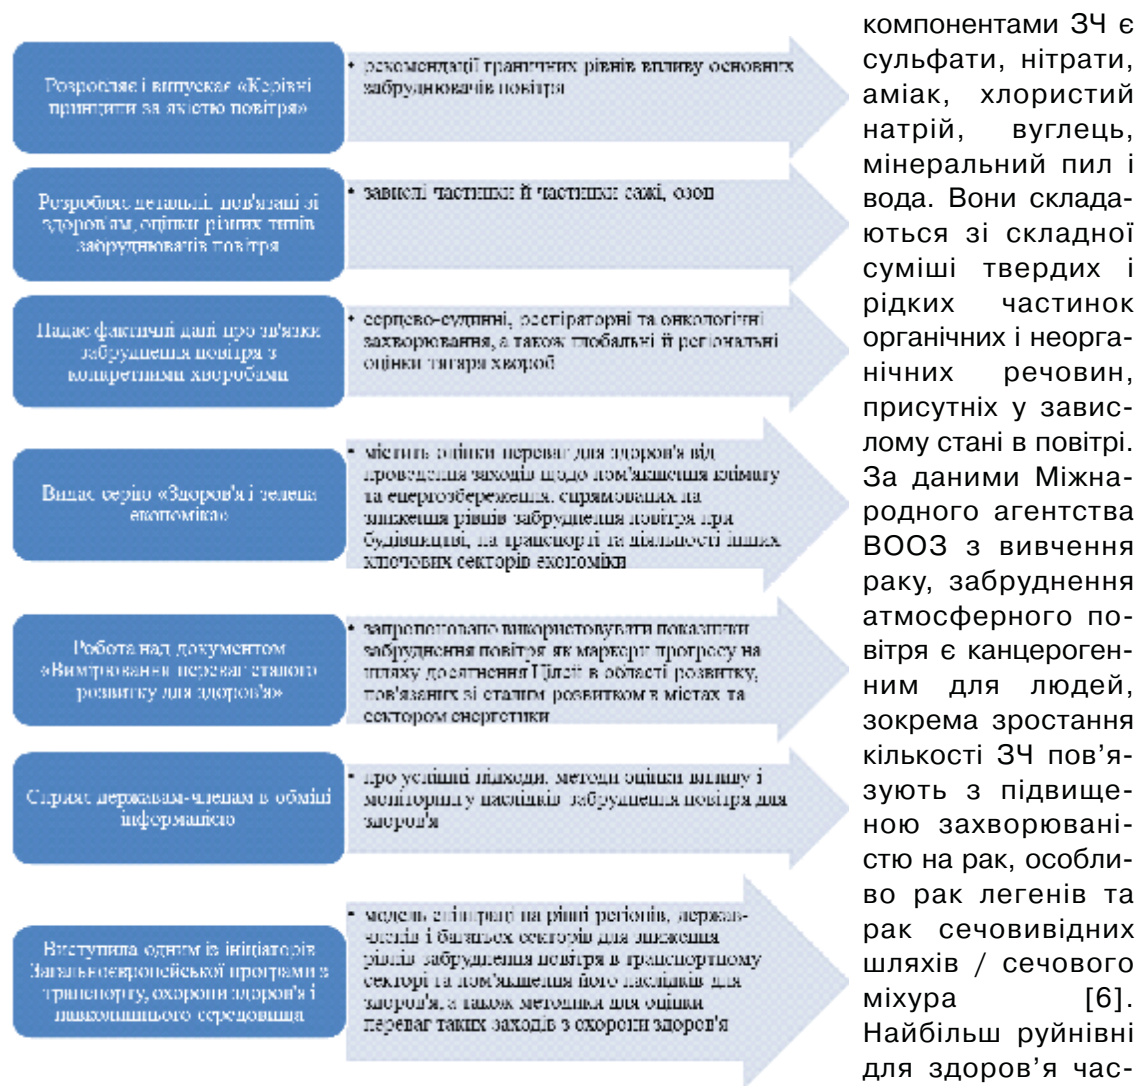 Розробляє і випускає «Керівні
принципи за якістю повітря»
• рекомендації граничних рівнів впливу основних
забруднювачів повітря
Розробляє детальні, пов'язані зі
здоров'ям, оцінки різних типів
забруднювачів повітря
• завислі частинки й частинки сажі, озон
Надає фактичні дані про зв'язки
забруднення повітря з
конкретними хворобами
• серцево-судинні, респіраторні та онкологічні
захворювання, а також глобальні й регіональні
оцінки тягаря хвороб
Видає серію «Здоров'я і зелена
економіка»
• містить оцінки переваг для здоров'я від
проведення заходів щодо пом'якшення клімату
та енергозбереження, спрямованих на
зниження рівнів забруднення повітря при
будівництві, на транспорті та діяльності інших
ключових секторів економіки
Робота над документом
«Вимірювання переваг сталого
розвитку для здоров'я»
• запропоновано використовувати показники
забруднення повітря як маркери прогресу на
шляху досягнення Цілей в області розвитку,
пов'язаних зі сталим розвитком в містах та
сектором енергетики
Сприяє державам-членам в обміні
інформацією
• про успішні підходи, методи оцінки впливу і
моніторингу наслідків забруднення повітря для
здоров'я
Виступила одним із ініціаторів
Загальноєвропейської програми з
транспорту, охорони здоров'я і
навколишнього середовища
• модель співпраці на рівні регіонів, держав-
членів і багатьох секторів для зниження
рівнів забруднення повітря в транспортному
секторі та пом'якшення його наслідків для
здоров'я, а також методики для оцінки
переваг таких заходів з охорони здоров'я
компонентами ЗЧ є
сульфати, нітрати,
аміак, хлористий
натрій, вуглець,
мінеральний пил і
вода. Вони склада-
ються зі складної
суміші твердих і
рідких частинок
органічних і неорга-
нічних речовин,
присутніх у завис-
лому стані в повітрі.
За даними Міжна-
родного агентства
ВООЗ з вивчення
раку, забруднення
атмосферного по-
вітря є канцероген-
ним для людей,
зокрема зростання
кількості ЗЧ пов’я-
зують з підвище-
ною захворювані-
стю на рак, особли-
во рак легенів та
рак сечовивідних
шляхів / сечового
міхура [6].
Найбільш руйнівні
для здоров’я час-